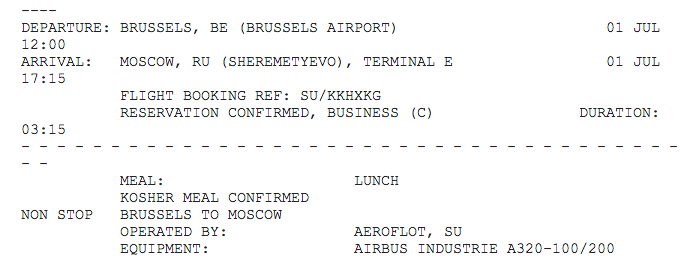 ----
DEPARTURE: BRUSSELS, BE (BRUSSELS AIRPORT) 01 JUL
12:00
ARRIVAL: MOSCOW, RU (SHEREMETYEVO), TERMINAL E 01 JUL
17:15
FLIGHT BOOKING REF: SU/KKHXKG
RESERVATION CONFIRMED, BUSINESS (C) DURATION:
03:15
- - - - - - - - - - - - - - - - - - - - - - - - - - - - - - - - - - - - - - - -
- -
MEAL: LUNCH
KOSHER MEAL CONFIRMED
NON STOP BRUSSELS TO MOSCOW
OPERATED BY: AEROFLOT, SU
EQUIPMENT: AIRBUS INDUSTRIE A320-100/200